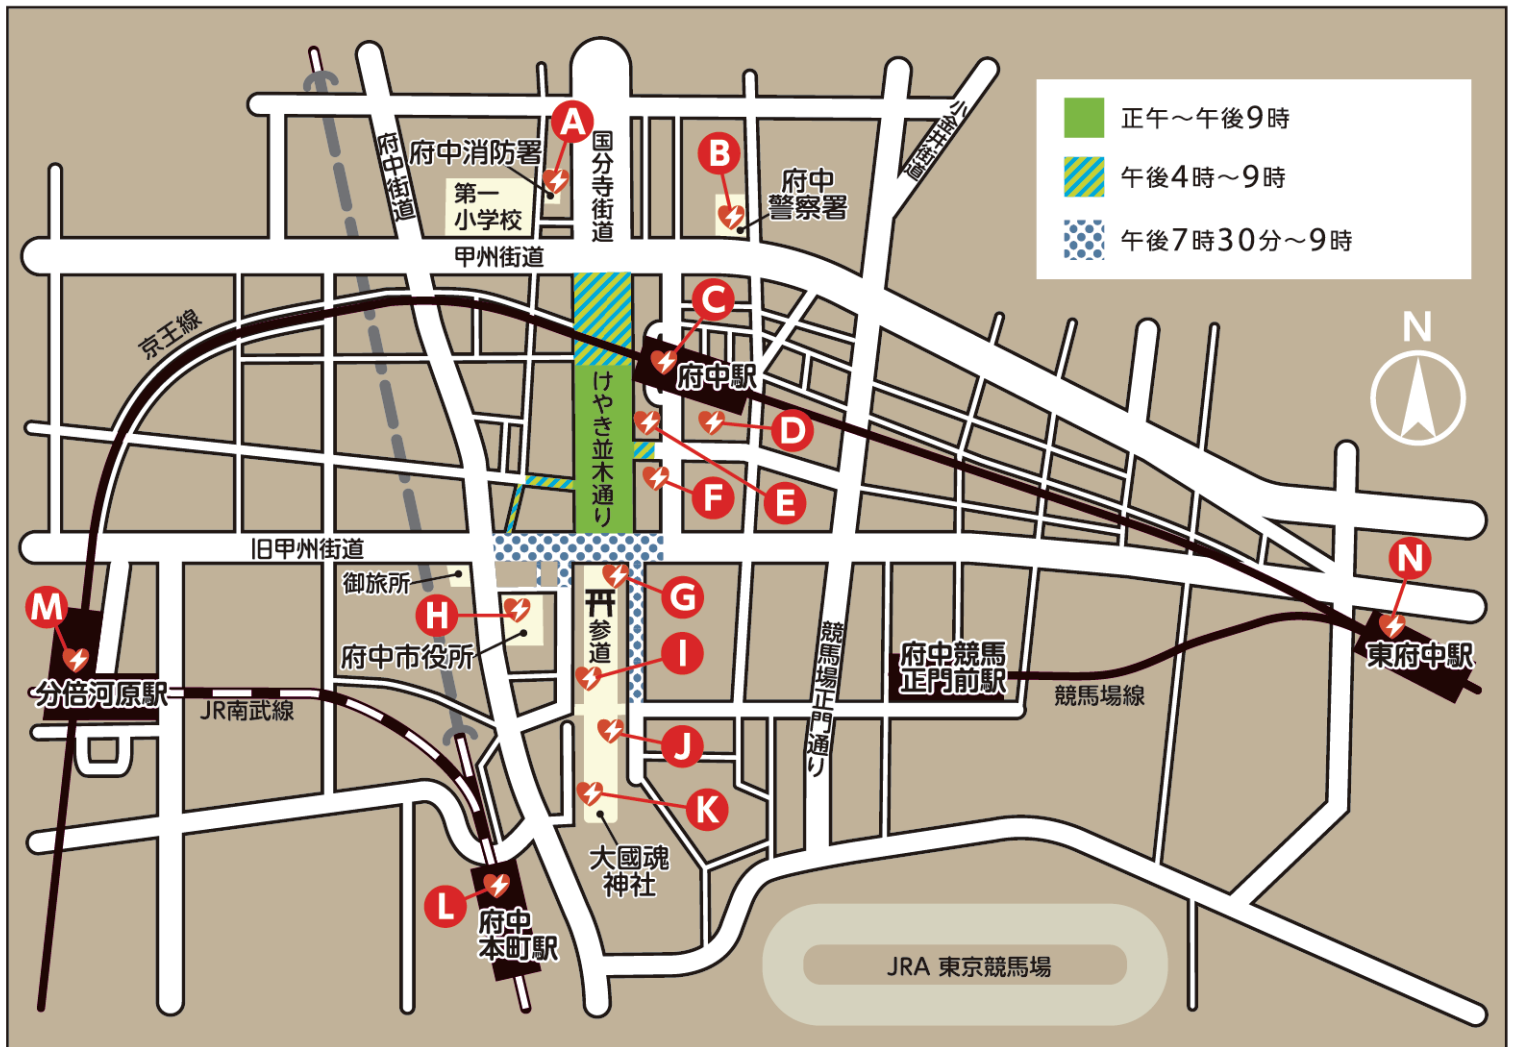 正午～午後9時
午後4時～9時
午後7時30分～9時
N
A
府中消防署
国分寺街道
府中街道
小金井街道
B
府中
警察署
第一
小学校
甲州街道
京王線
C
府中駅
けやき並木通り
D
E
F
旧甲州街道
御旅所
G
H
府中市役所
参道
I
M
分倍河原駅
JR南武線
J
K
大國魂
神社
L
府中
本町駅
競馬場正門通り
府中競馬
正門前駅
競馬場線
N
東府中駅
JRA 東京競馬場